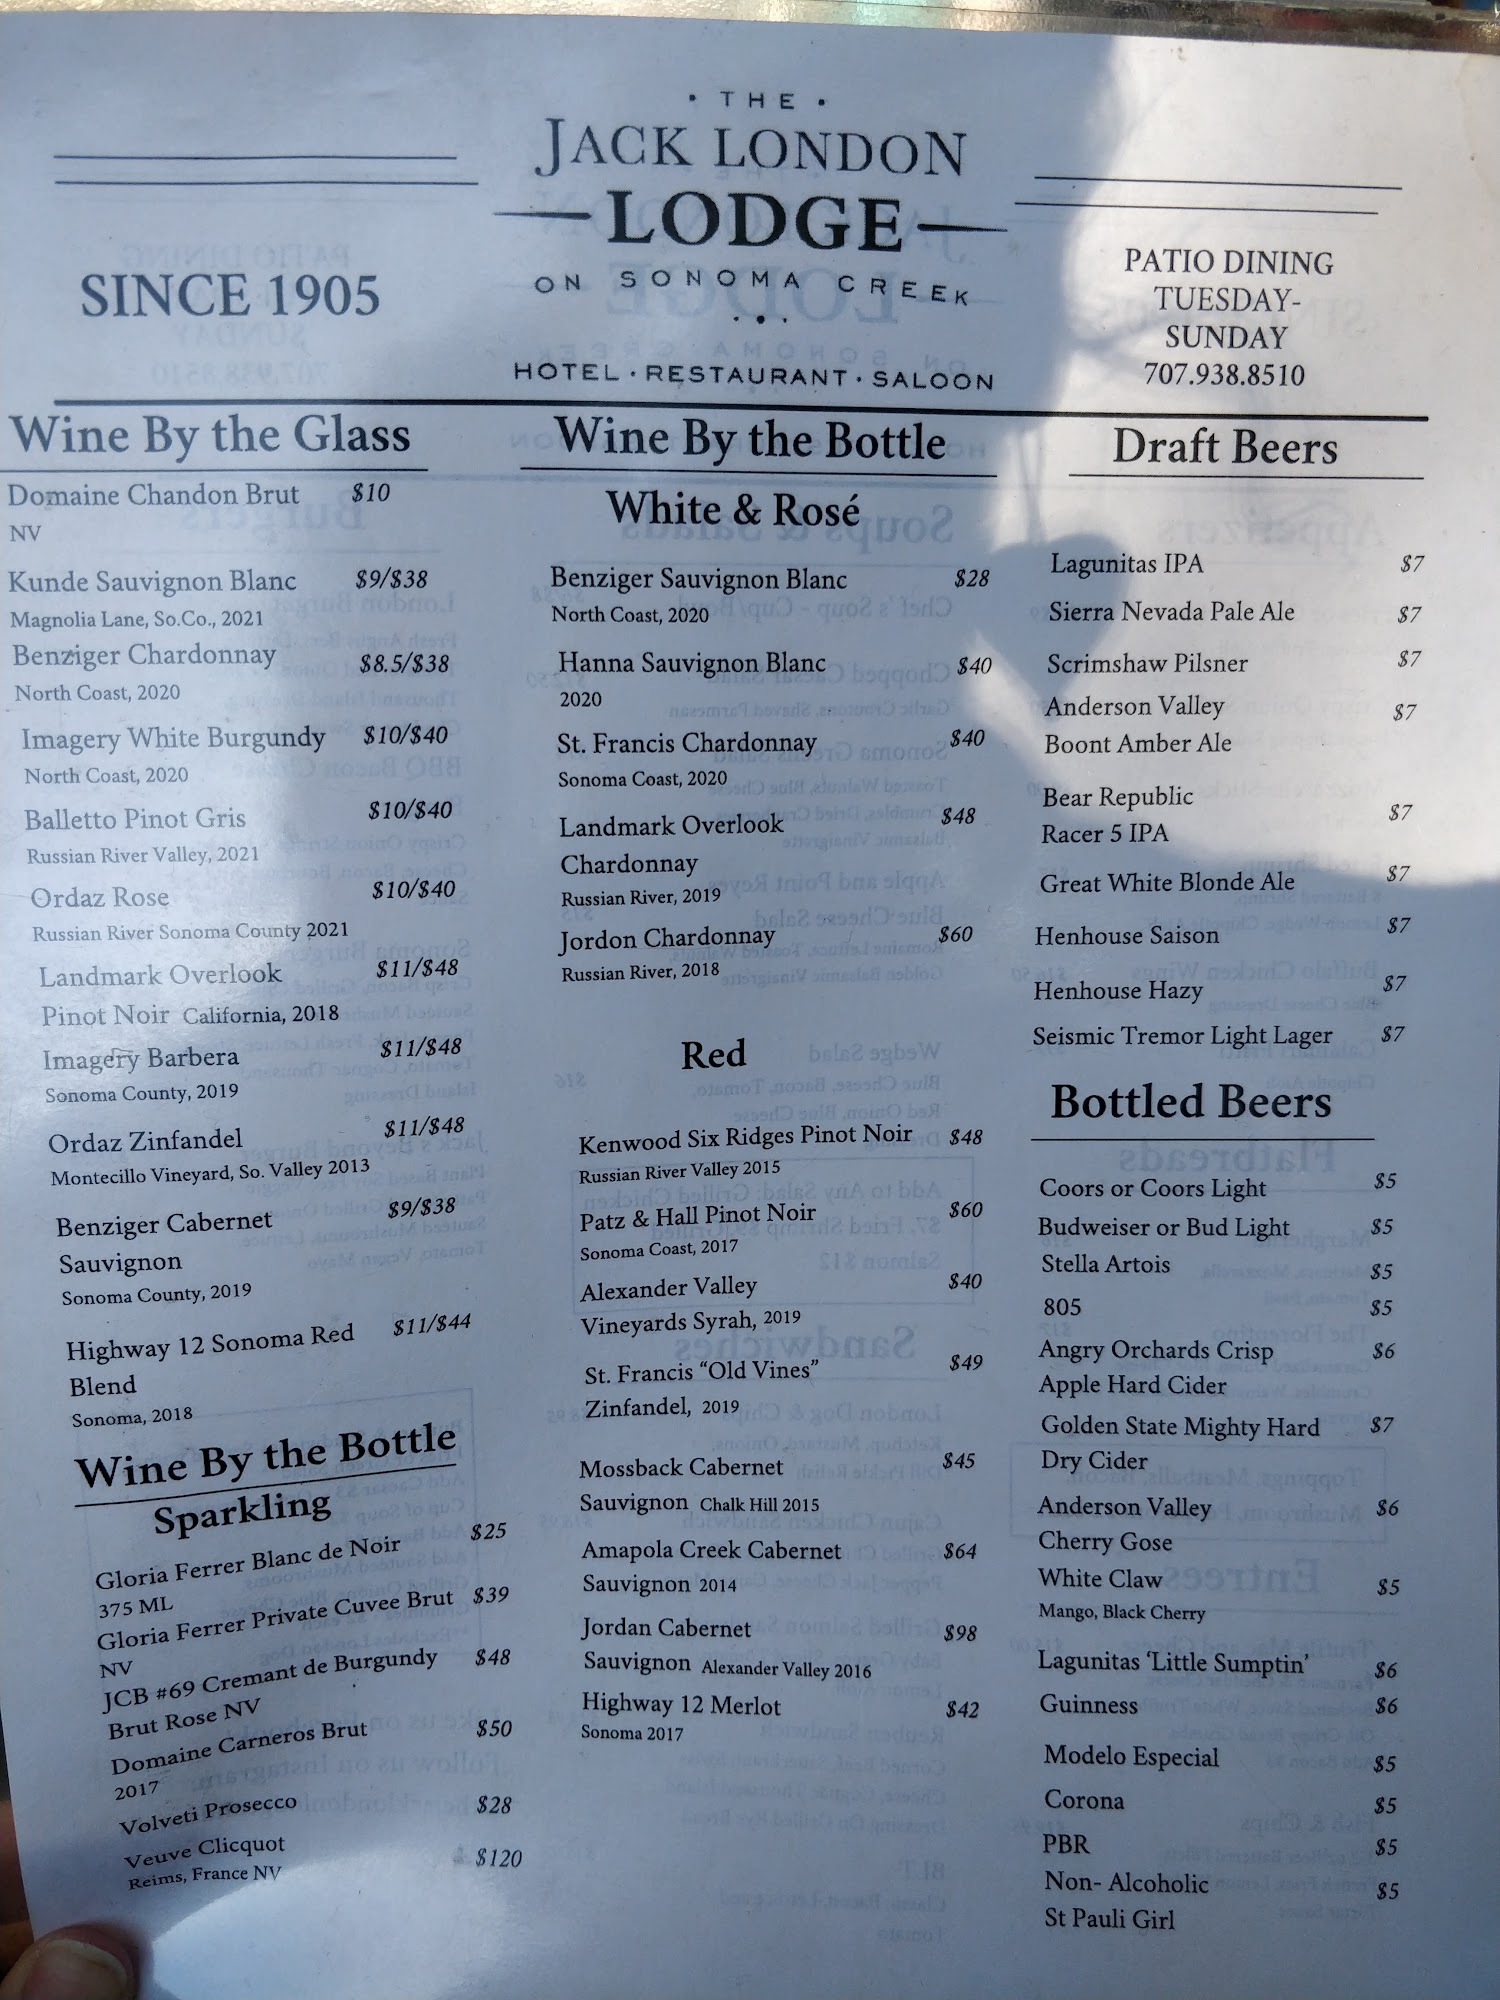 • THE •
JACK LONDON
LODGE
ON SONOMA CREEK
HOTEL • RESTAURANT • SALOON
SINCE 1905
PATIO DINING
TUESDAY-
SUNDAY
707.938.8510
Wine By the Glass
Domaine Chandon Brut $10
NV
Kunde Sauvignon Blanc $9/$38
Magnolia Lane, So.Co., 2021
Benziger Chardonnay $8.5/$38
North Coast, 2020
Imagery White Burgundy $10/$40
North Coast, 2020
Balletto Pinot Gris $10/$40
Russian River Valley, 2021
Ordaz Rose $10/$40
Russian River Sonoma County 2021
Landmark Overlook $11/$48
Pinot Noir California, 2018
Imagery Barbera $11/$48
Sonoma County, 2019
Ordaz Zinfandel $11/$48
Montecillo Vineyard, So. Valley 2013
Benziger Cabernet $9/$38
Sauvignon
Sonoma County, 2019
Highway 12 Sonoma Red $11/$44
Blend
Sonoma, 2018
Wine By the Bottle
Sparkling
Gloria Ferrer Blanc de Noir $25
375 ML
Gloria Ferrer Private Cuvee Brut $39
NV
JCB #69 Cremant de Burgundy $48
Brut Rose NV
Domaine Carneros Brut $50
2017
Volveti Prosecco $28
Veuve Clicquot $120
Reims, France NV
Wine By the Bottle
White & Rosé
Benziger Sauvignon Blanc $28
North Coast, 2020
Hanna Sauvignon Blanc $40
2020
St. Francis Chardonnay $40
Sonoma Coast, 2020
Landmark Overlook $48
Chardonnay
Russian River, 2019
Jordon Chardonnay $60
Russian River, 2018
Red
Kenwood Six Ridges Pinot Noir $48
Russian River Valley 2015
Patz & Hall Pinot Noir $60
Sonoma Coast, 2017
Alexander Valley $40
Vineyards Syrah, 2019
St. Francis “Old Vines” $49
Zinfandel, 2019
Mossback Cabernet $45
Sauvignon Chalk Hill 2015
Amapola Creek Cabernet $64
Sauvignon 2014
Jordan Cabernet $98
Sauvignon Alexander Valley 2016
Highway 12 Merlot $42
Sonoma 2017
Draft Beers
Lagunitas IPA $7
Sierra Nevada Pale Ale $7
Scrimshaw Pilsner $7
Anderson Valley $7
Boont Amber Ale
Bear Republic $7
Racer 5 IPA
Great White Blonde Ale $7
Henhouse Saison $7
Henhouse Hazy $7
Seismic Tremor Light Lager $7
Bottled Beers
Coors or Coors Light $5
Budweiser or Bud Light $5
Stella Artois $5
805 $5
Angry Orchards Crisp $6
Apple Hard Cider
Golden State Mighty Hard $7
Dry Cider
Anderson Valley $6
Cherry Gose
White Claw $5
Mango, Black Cherry
Lagunitas ‘Little Sumptin’ $6
Guinness $6
Modelo Especial $5
Corona $5
PBR $5
Non- Alcoholic $5
St Pauli Girl